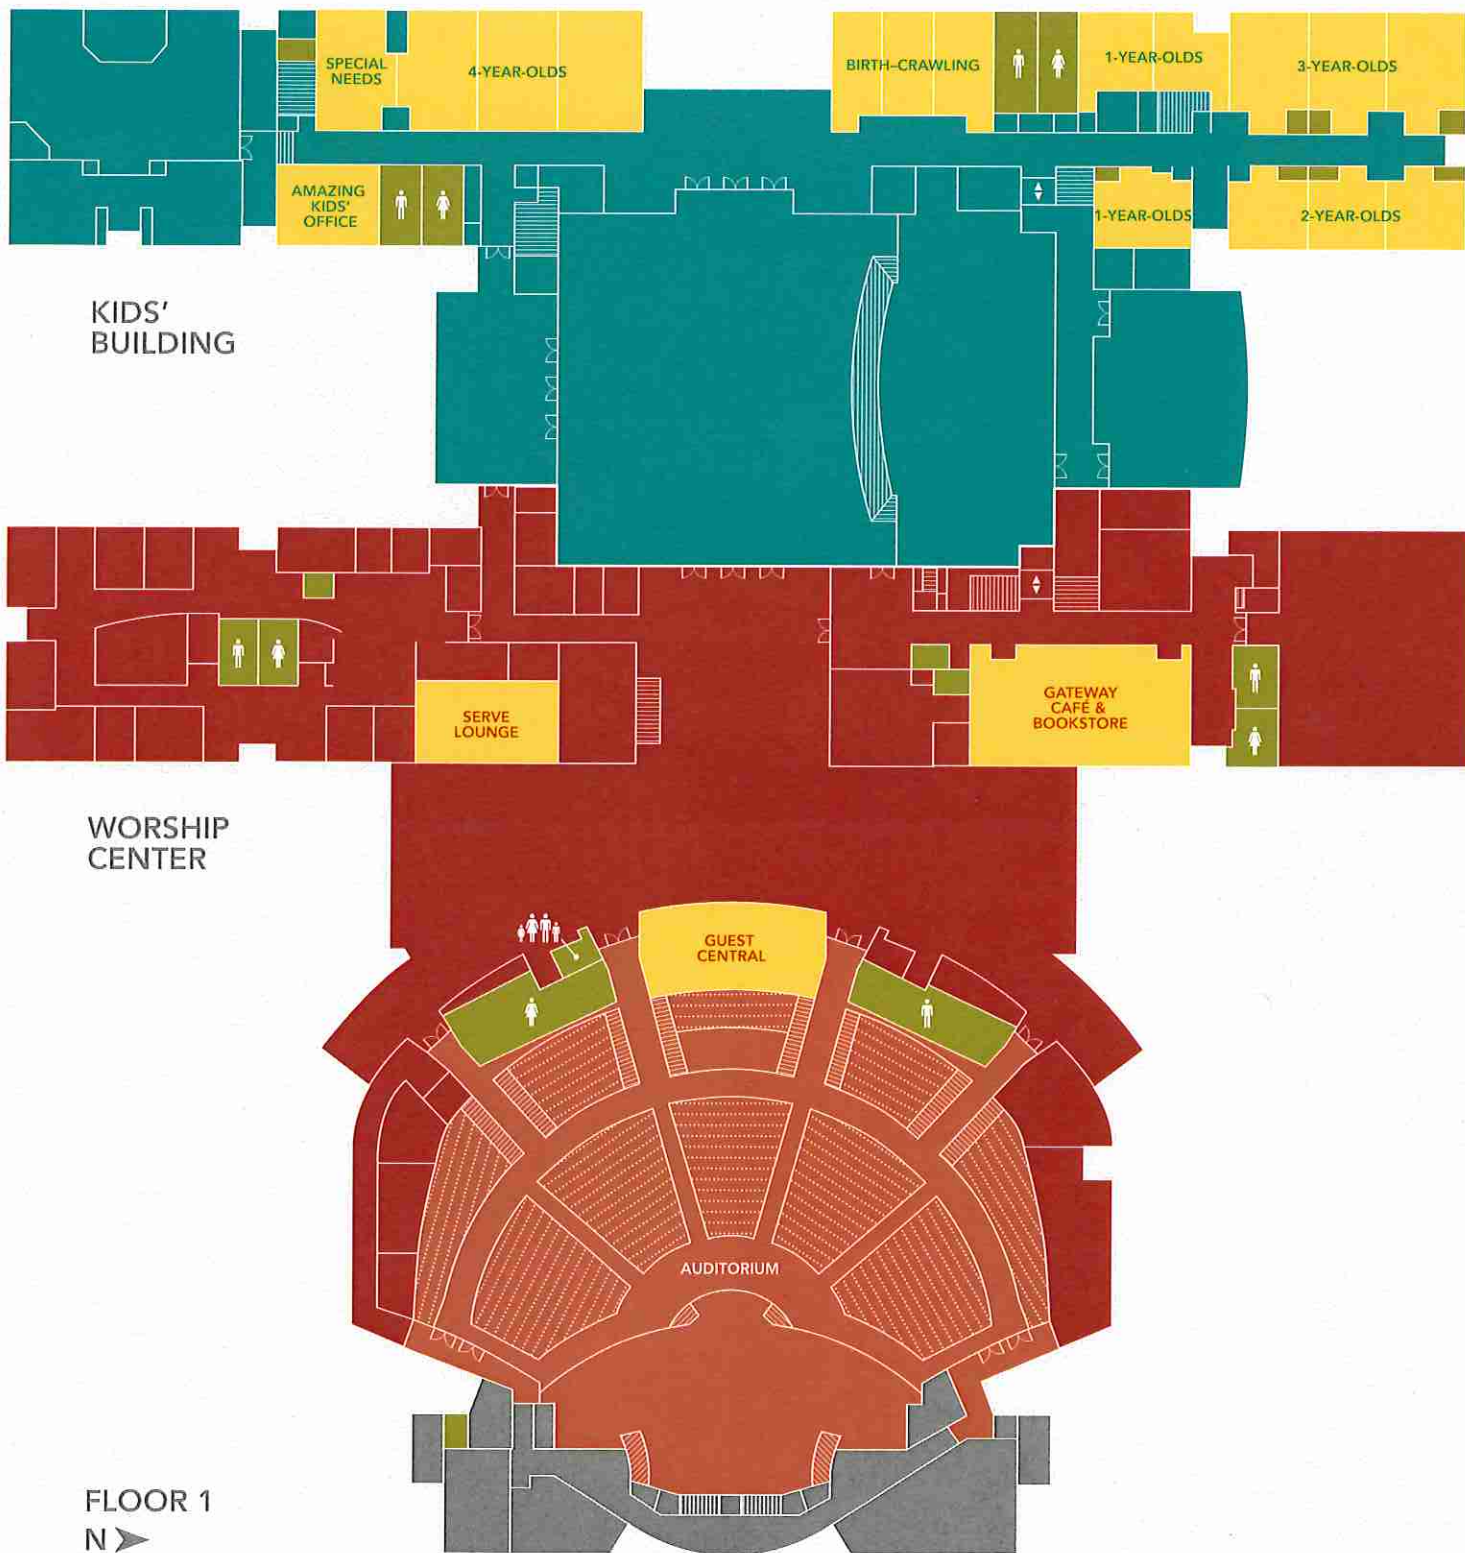 SPECIAL
NEEDS
4-YEAR-OLDS
BIRTH–CRAWLING
1-YEAR-OLDS
3-YEAR-OLDS
AMAZING
KIDS'
OFFICE
1-YEAR-OLDS
2-YEAR-OLDS
KIDS'
BUILDING
SERVE
LOUNGE
GATEWAY
CAFÉ &
BOOKSTORE
WORSHIP
CENTER
GUEST
CENTRAL
AUDITORIUM
FLOOR 1
N